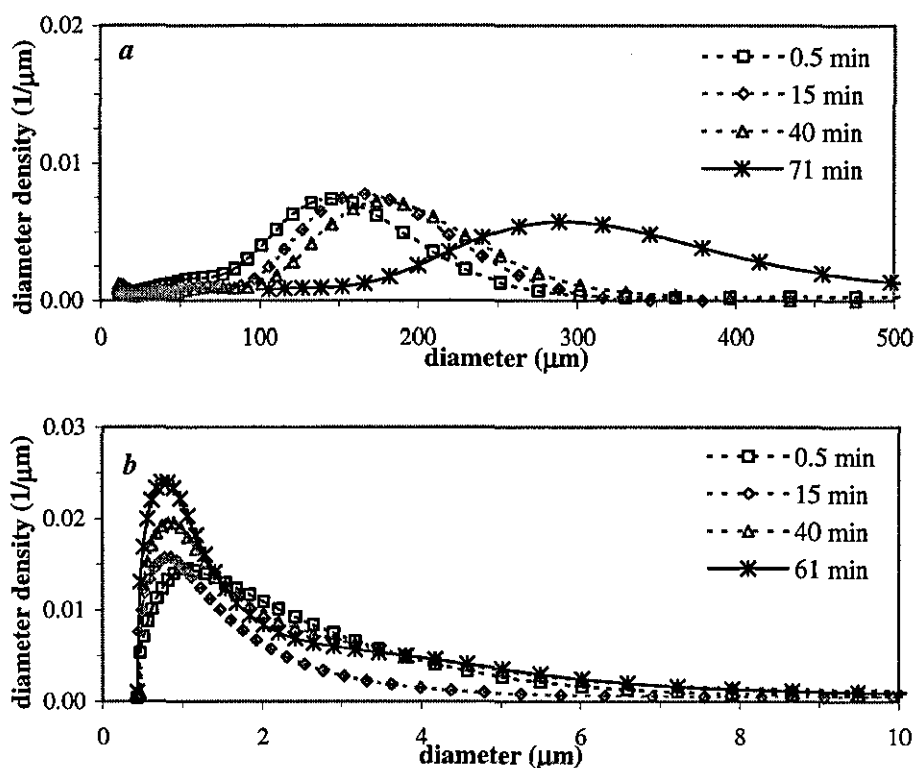 a
diameter density (1/µm)
0.02
0.01
0.00
0.5 min
15 min
40 min
71 min
0 100 200 300 400 500
diameter (µm)
b
diameter density (1/µm)
0.03
0.02
0.01
0.00
0.5 min
15 min
40 min
61 min
0 2 4 6 8 10
diameter (µm)